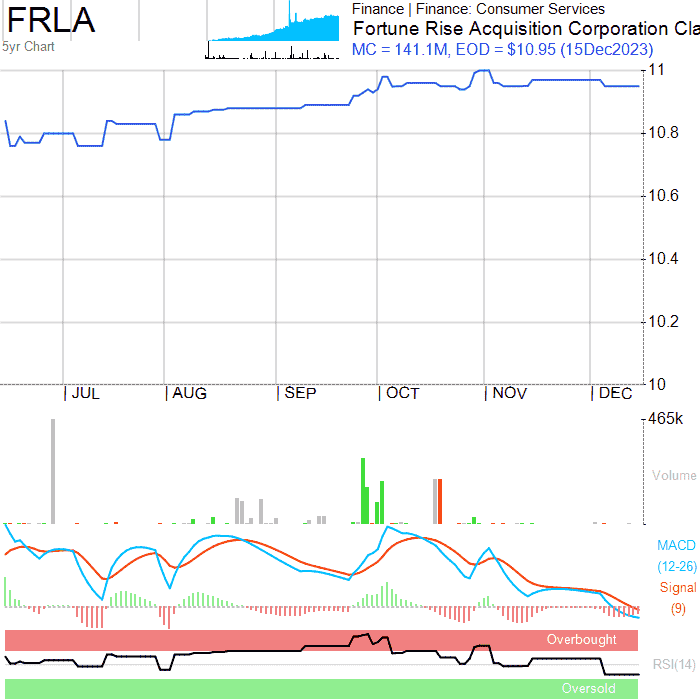 FRLA
5yr Chart
Finance | Finance: Consumer Services
Fortune Rise Acquisition Corporation Cla
MC = 141.1M, EOD = $10.95 (15Dec2023)
11
10.8
10.6
10.4
10.2
10
JUL AUG SEP OCT NOV DEC
465k
Volume
MACD
(12-26)
Signal
(9)
Overbought
RSI(14)
Oversold